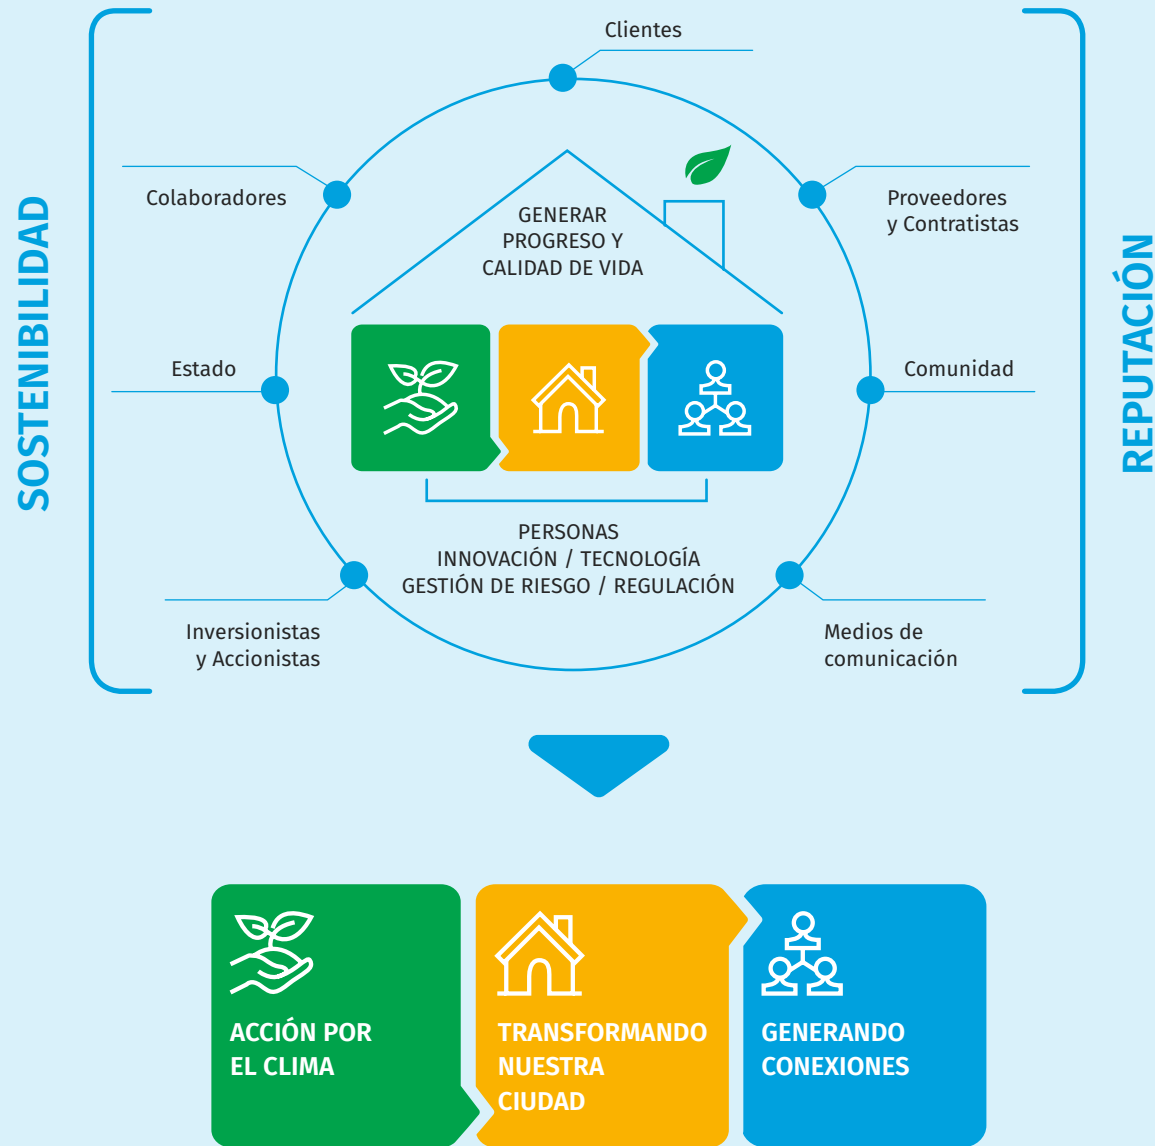 Clientes
Colaboradores
Proveedores
y Contratistas
GENERAR
PROGRESO Y
CALIDAD DE VIDA
SOSTENIBILIDAD
REPUTACIÓN
Estado
Comunidad
PERSONAS
INNOVACIÓN / TECNOLOGÍA
GESTIÓN DE RIESGO / REGULACIÓN
Inversionistas
y Accionistas
Medios de
comunicación
ACCIÓN POR
EL CLIMA
TRANSFORMANDO
NUESTRA
CIUDAD
GENERANDO
CONEXIONES